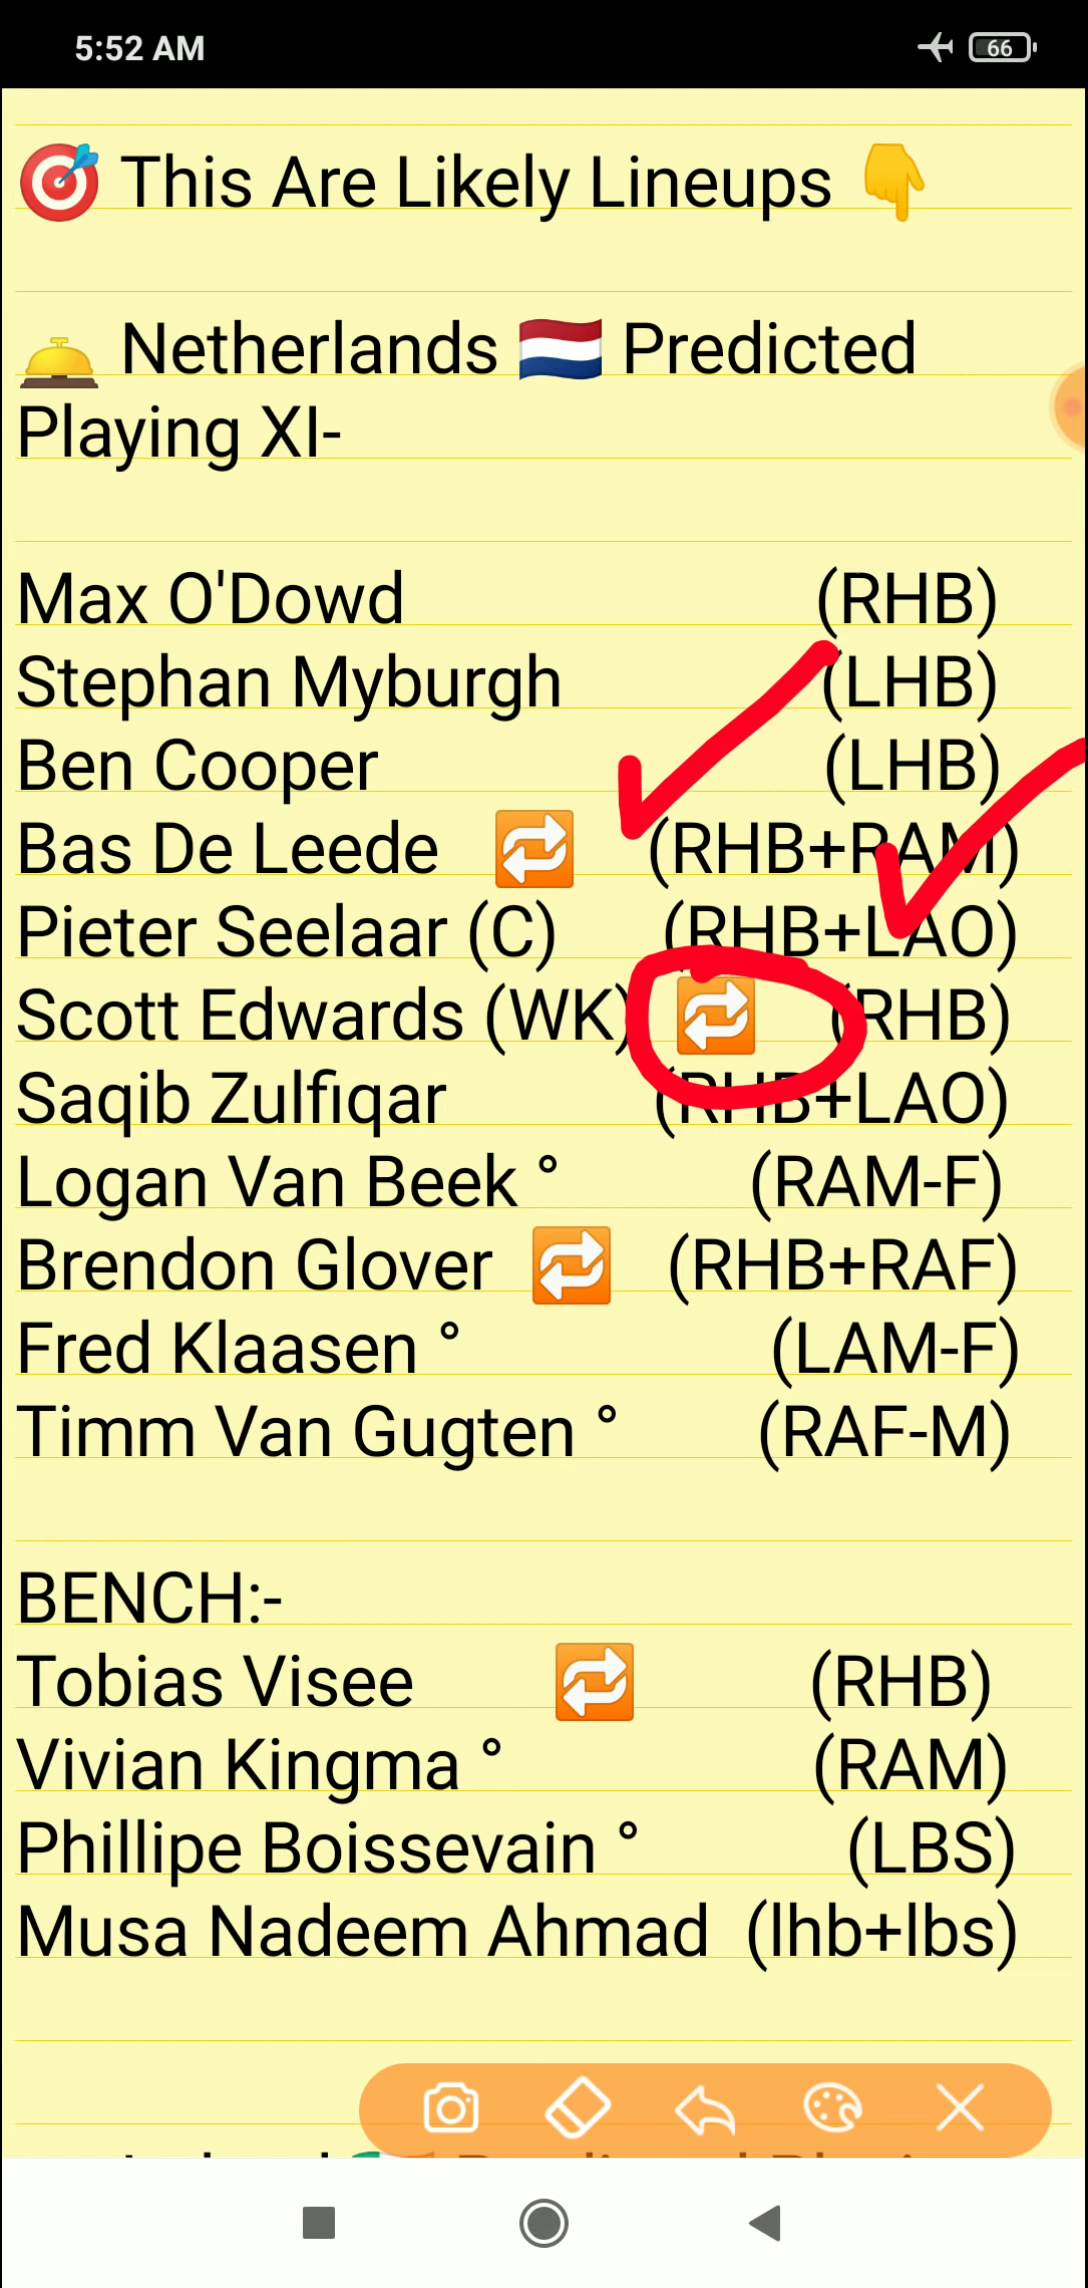 5:52 AM
66
🎯 This Are Likely Lineups 👇
🛎️ Netherlands 🇳🇱 Predicted
Playing XI-
Max O'Dowd (RHB)
Stephan Myburgh (LHB)
Ben Cooper (LHB)
Bas De Leede 🔁 (RHB+RAM)
Pieter Seelaar (C) (RHB+LAO)
Scott Edwards (WK) 🔁 (RHB)
Saqib Zulfiqar (RHB+LAO)
Logan Van Beek ° (RAM-F)
Brendon Glover 🔁 (RHB+RAF)
Fred Klaasen ° (LAM-F)
Timm Van Gugten ° (RAF-M)
BENCH:-
Tobias Visee 🔁 (RHB)
Vivian Kingma ° (RAM)
Phillipe Boissevain ° (LBS)
Musa Nadeem Ahmad (lhb+lbs)